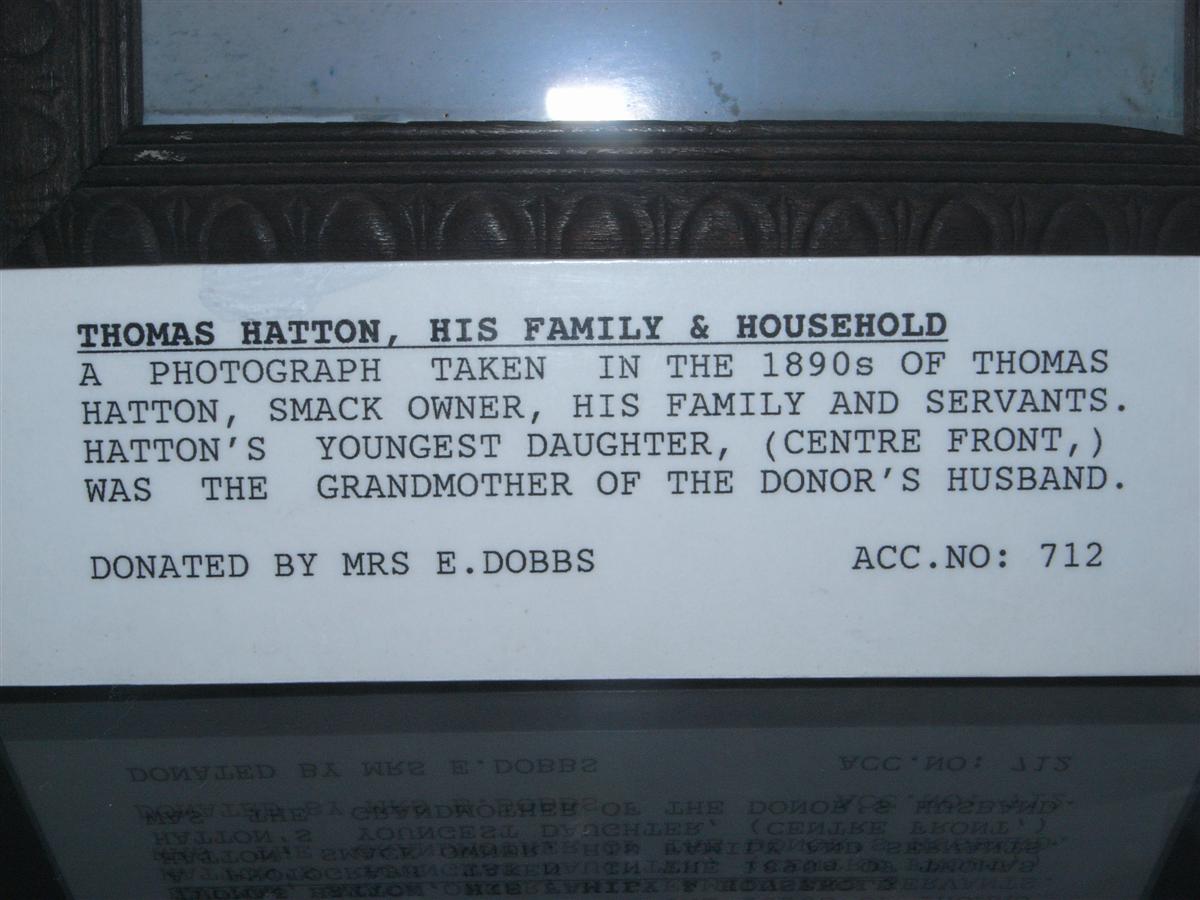 THOMAS HATTON, HIS FAMILY & HOUSEHOLD
A PHOTOGRAPH TAKEN IN THE 1890s OF THOMAS
HATTON, SMACK OWNER, HIS FAMILY AND SERVANTS.
HATTON'S YOUNGEST DAUGHTER, (CENTRE FRONT,)
WAS THE GRANDMOTHER OF THE DONOR'S HUSBAND.
DONATED BY MRS E.DOBBS ACC.NO: 712